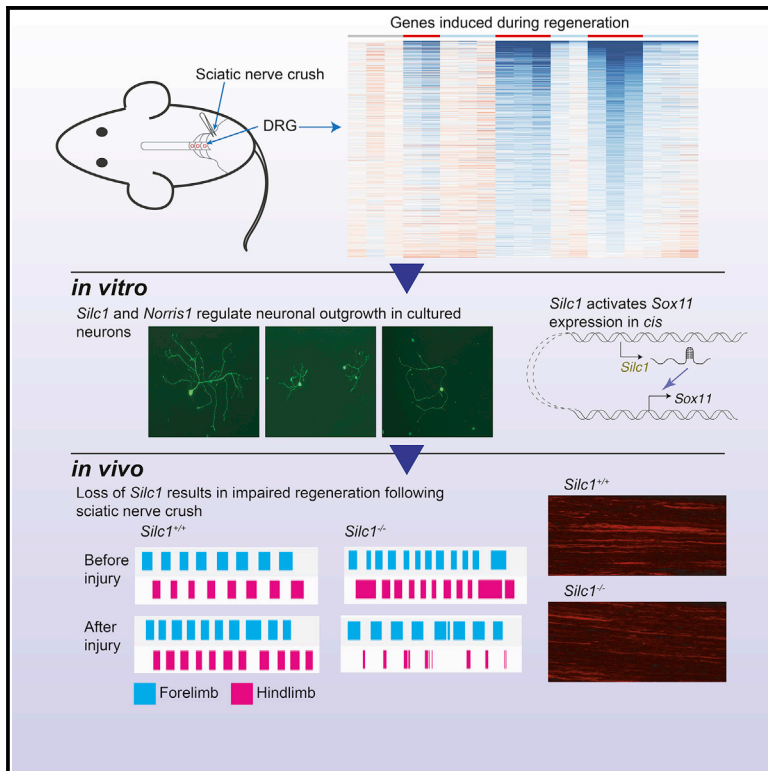 Genes induced during regeneration
Sciatic nerve crush
DRG
in vitro
Silc1 and Norris1 regulate neuronal outgrowth in cultured
neurons
Silc1 activates Sox11
expression in cis
Silc1
Sox11
in vivo
Loss of Silc1 results in impaired regeneration following
sciatic nerve crush
Silc1+/+
Silc1-/-
Before
injury
After
injury
Forelimb
Hindlimb
Silc1+/+
Silc1-/-